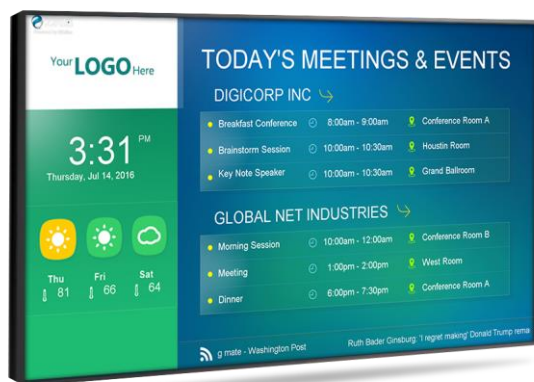 Your LOGO Here
3:31 PM
Thursday, Jul 14, 2016
Thu Fri Sat
81 66 64
TODAY'S MEETINGS & EVENTS
DIGICORP INC
Breakfast Conference 8:00am - 9:00am Conference Room A
Brainstorm Session 10:00am - 10:30am Houstin Room
Key Note Speaker 10:00am - 10:30am Grand Ballroom
GLOBAL NET INDUSTRIES
Morning Session 10:00am - 12:00am Conference Room B
Meeting 1:00pm - 2:00pm West Room
Dinner 6:00pm - 7:30pm Conference Room A
g mate - Washington Post Ruth Bader Ginsburg: 'I regret making' Donald Trump rema